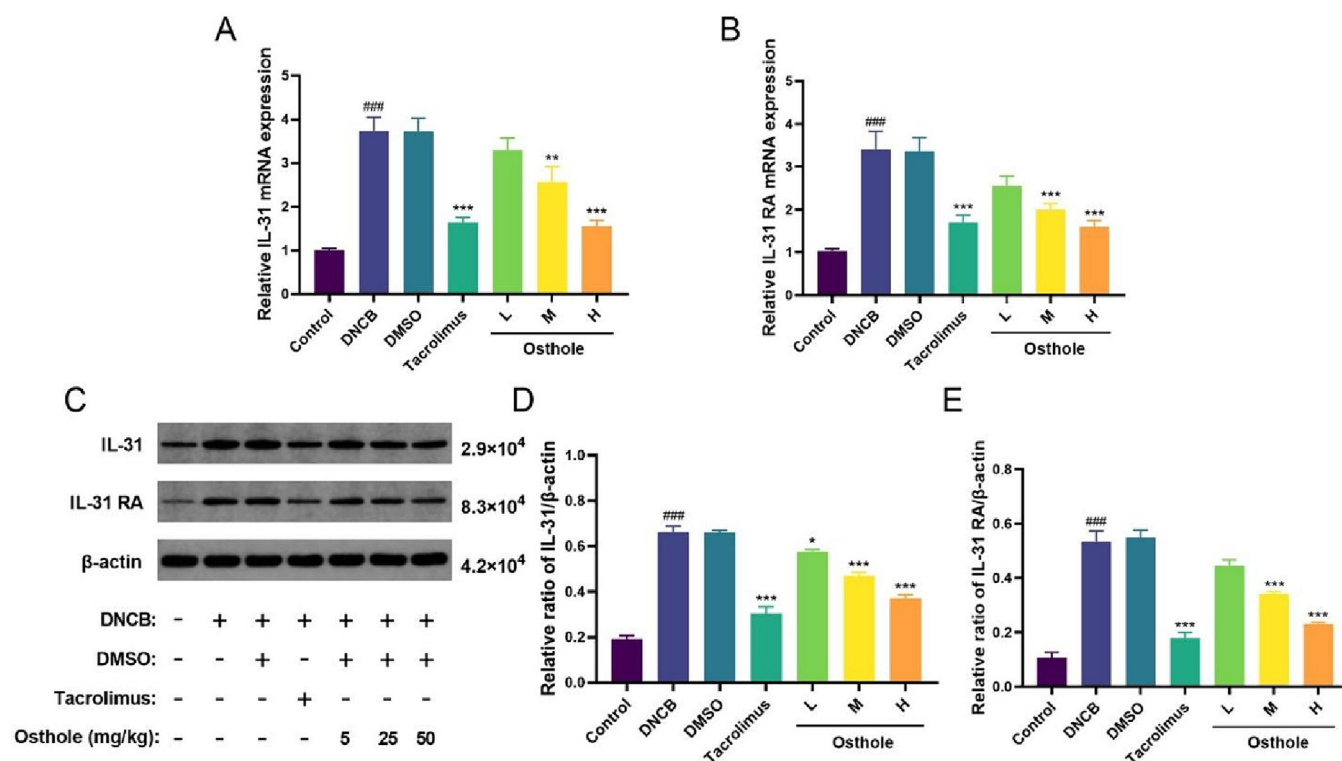 A
Relative IL-31 mRNA expression
5
4
3
2
1
0
###
***
**
***
Control
DNCB
DMSO
Tacrolimus
L
M
H
Osthole
B
Relative IL-31 RA mRNA expression
5
4
3
2
1
0
###
***
***
***
Control
DNCB
DMSO
Tacrolimus
L
M
H
Osthole
C
IL-31 2.9×10⁴
IL-31 RA 8.3×10⁴
β-actin 4.2×10⁴
DNCB: - + + + + + +
DMSO: - - + - + + +
Tacrolimus: - - - + - - -
Osthole (mg/kg): - - - - 5 25 50
D
Relative ratio of IL-31/β-actin
1.0
0.8
0.6
0.4
0.2
0.0
###
***
*
***
***
Control
DNCB
DMSO
Tacrolimus
L
M
H
Osthole
E
Relative ratio of IL-31 RA/β-actin
0.8
0.6
0.4
0.2
0.0
###
***
***
***
Control
DNCB
DMSO
Tacrolimus
L
M
H
Osthole